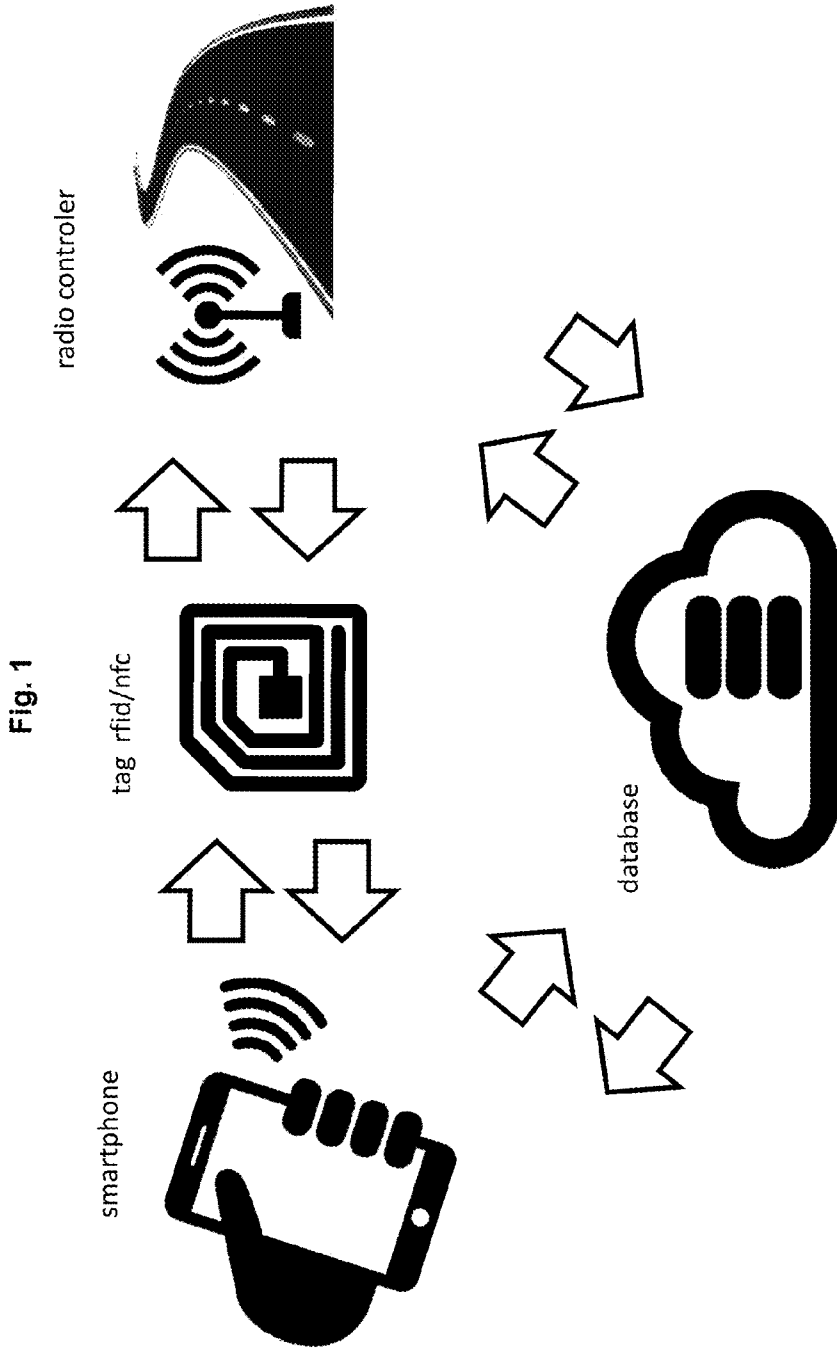 Fig. 1
smartphone
tag rfid/nfc
radio controler
database